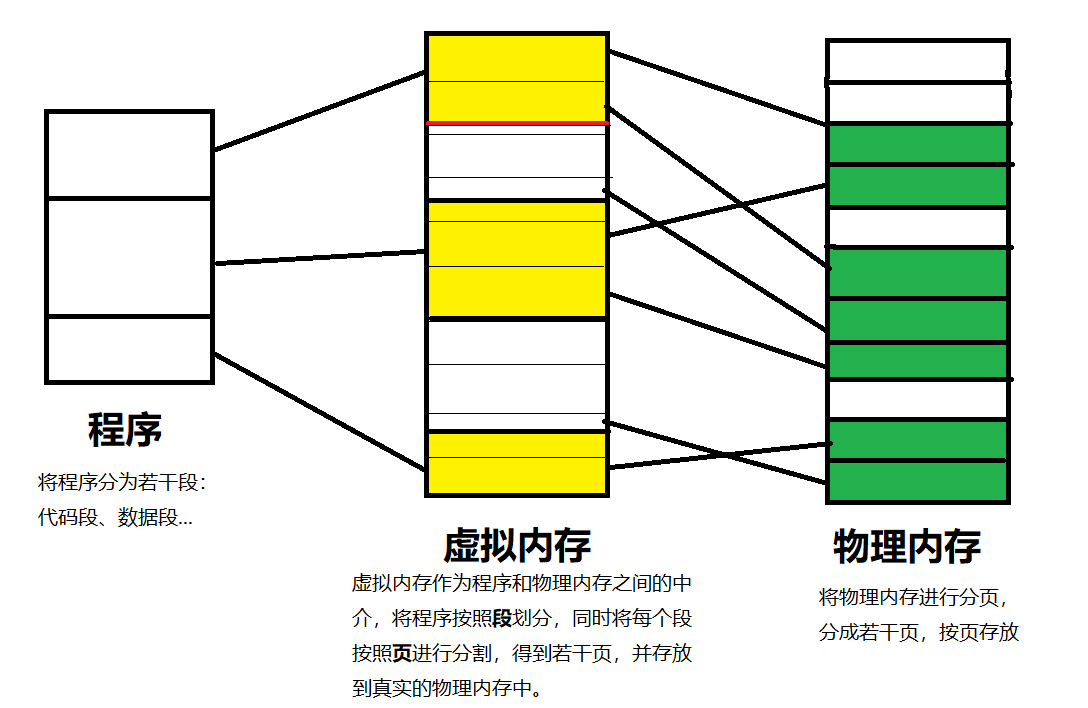 程序
将程序分为若干段：
代码段、数据段...
虚拟内存
虚拟内存作为程序和物理内存之间的中
介，将程序按照段划分，同时将每个段
按照页进行分割，得到若干页，并存放
到真实的物理内存中。
物理内存
将物理内存进行分页，
分成若干页，按页存放